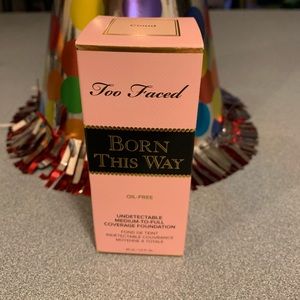 Too Faced
BORN
THIS WAY
OIL-FREE
UNDETECTABLE
MEDIUM-TO-FULL
COVERAGE FOUNDATION
FOND DE TEINT
INDÉTECTABLE COUVRANCE
MOYENNE À TOTALE